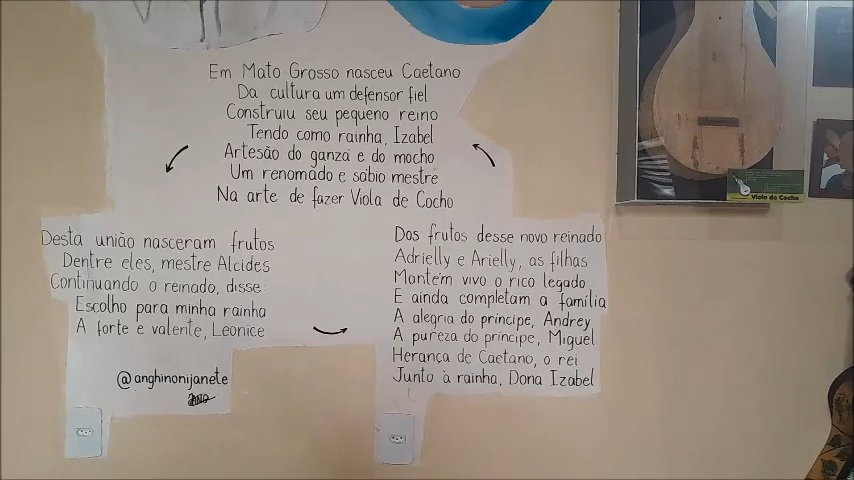 Em Mato Grosso nasceu Caetano
Da cultura um defensor fiel
Construiu seu pequeno reino
Tendo como rainha, Izabel
Artesão do ganzá e do mocho
Um renomado e sábio mestre
Na arte de fazer Viola de Cocho
Desta união nasceram frutos
Dentre eles, mestre Alcides
Continuando o reinado, disse
Escolho para minha rainha
A forte e valente, Leonice
@anghinonijanete
Dos frutos desse novo reinado
Adrielly e Arielly, as filhas
Mantém vivo o rico legado
E ainda completam a família
A alegria do príncipe, Andrey
A pureza do príncipe, Miguel
Herança de Caetano, o rei
Junto à rainha, Dona Izabel
Viola de Cocho